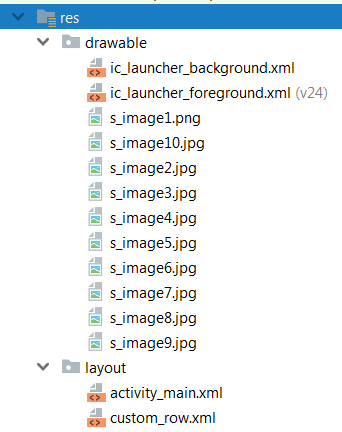 res
drawable
ic_launcher_background.xml
ic_launcher_foreground.xml (v24)
s_image1.png
s_image10.jpg
s_image2.jpg
s_image3.jpg
s_image4.jpg
s_image5.jpg
s_image6.jpg
s_image7.jpg
s_image8.jpg
s_image9.jpg
layout
activity_main.xml
custom_row.xml